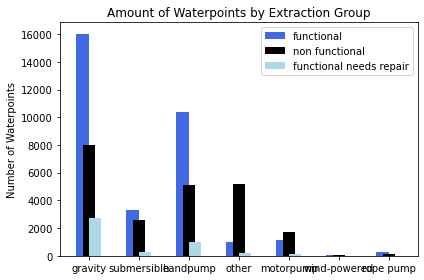 Amount of Waterpoints by Extraction Group
functional
non functional
functional needs repair
Number of Waterpoints
16000
14000
12000
10000
8000
6000
4000
2000
0
gravity submersible handpump other motorpump wind-powered rope pump